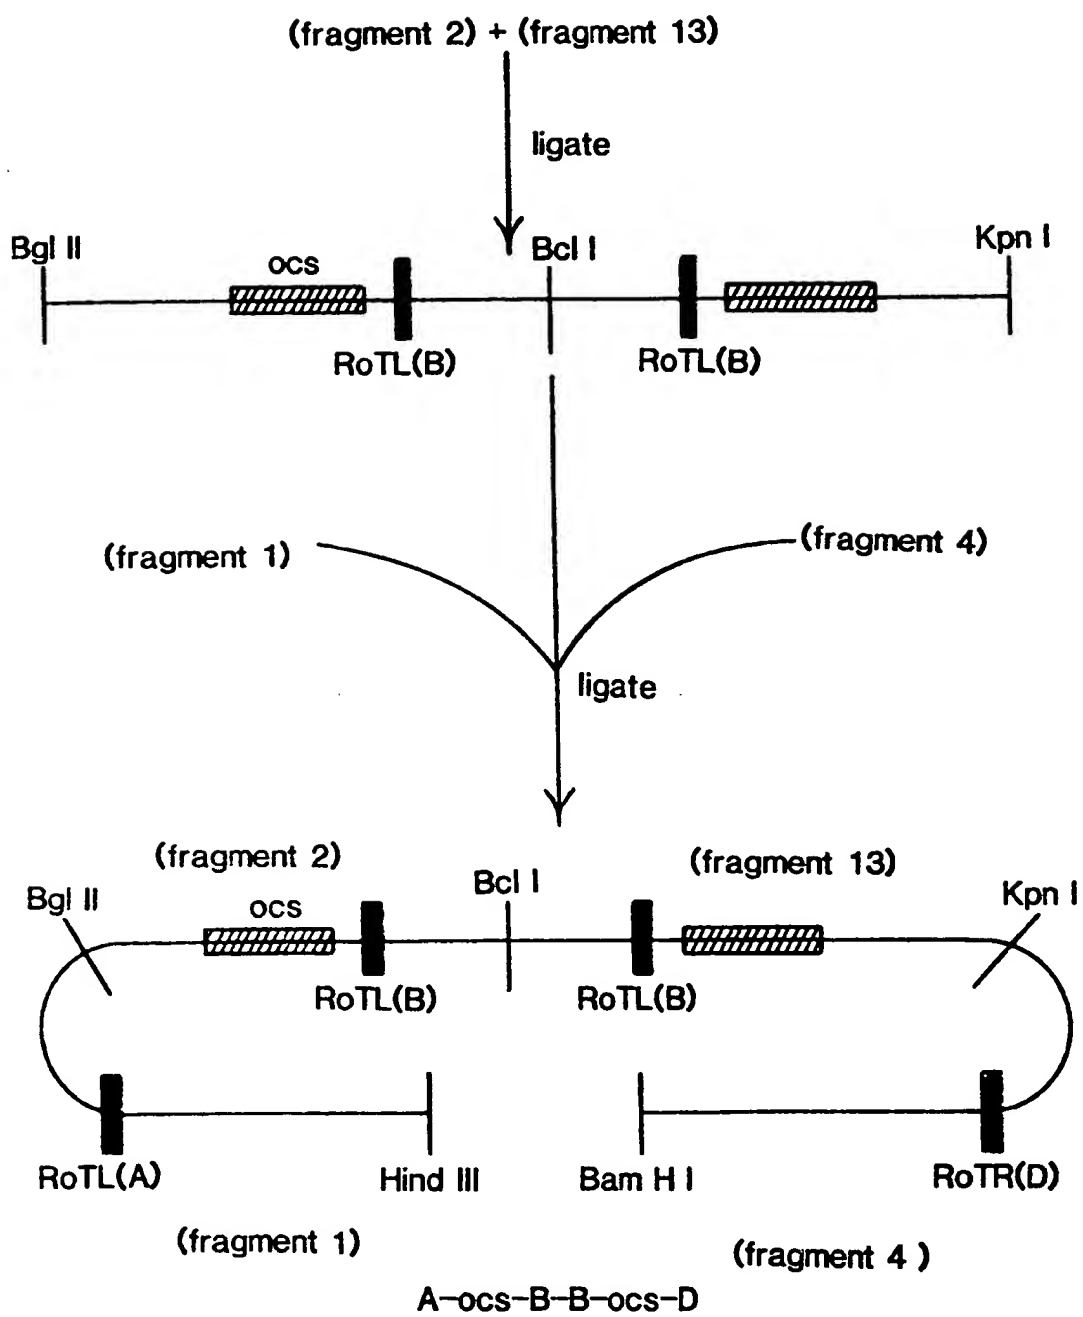 (fragment 2) + (fragment 13)
ligate
Bgl II
ocs
Bcl I
Kpn I
RoTL(B)
RoTL(B)
(fragment 1)
(fragment 4)
ligate
(fragment 2)
(fragment 13)
Bgl II
ocs
Bcl I
Kpn I
RoTL(B)
RoTL(B)
RoTL(A)
Hind III
Bam H I
RoTR(D)
(fragment 1)
(fragment 4 )
A-ocs-B-B-ocs-D